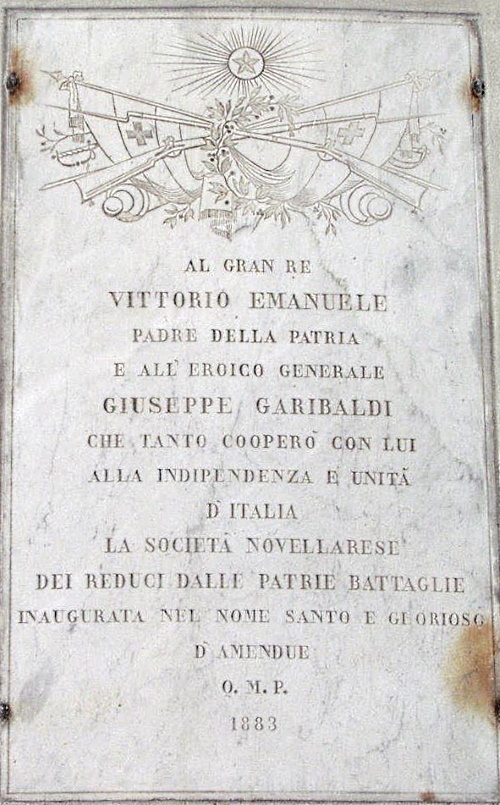 AL GRAN RE
VITTORIO EMANUELE
PADRE DELLA PATRIA
E ALL' EROICO GENERALE
GIUSEPPE GARIBALDI
CHE TANTO COOPERO' CON LUI
ALLA INDIPENDENZA E UNITÀ
D'ITALIA
LA SOCIETÀ NOVELLARESE
DEI REDUCI DALLE PATRIE BATTAGLIE
INAUGURATA NEL NOME SANTO E GLORIOSO
D'AMENDUE
Q. M. P.
1883